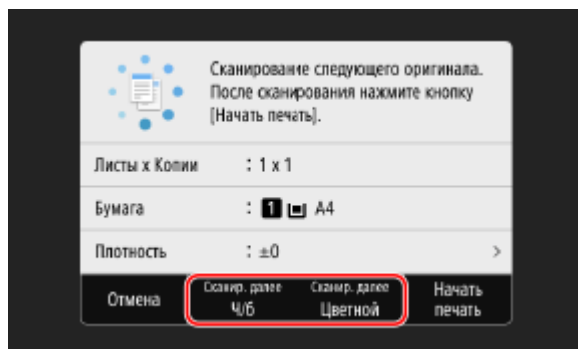 Сканирование следующего оригинала.
После сканирования нажмите кнопку
[Начать печать].
Листы x Копии : 1 x 1
Бумага : 1 A4
Плотность : ±0 >
Отмена
Сканир. далее
Ч/б
Сканир. далее
Цветной
Начать
печать